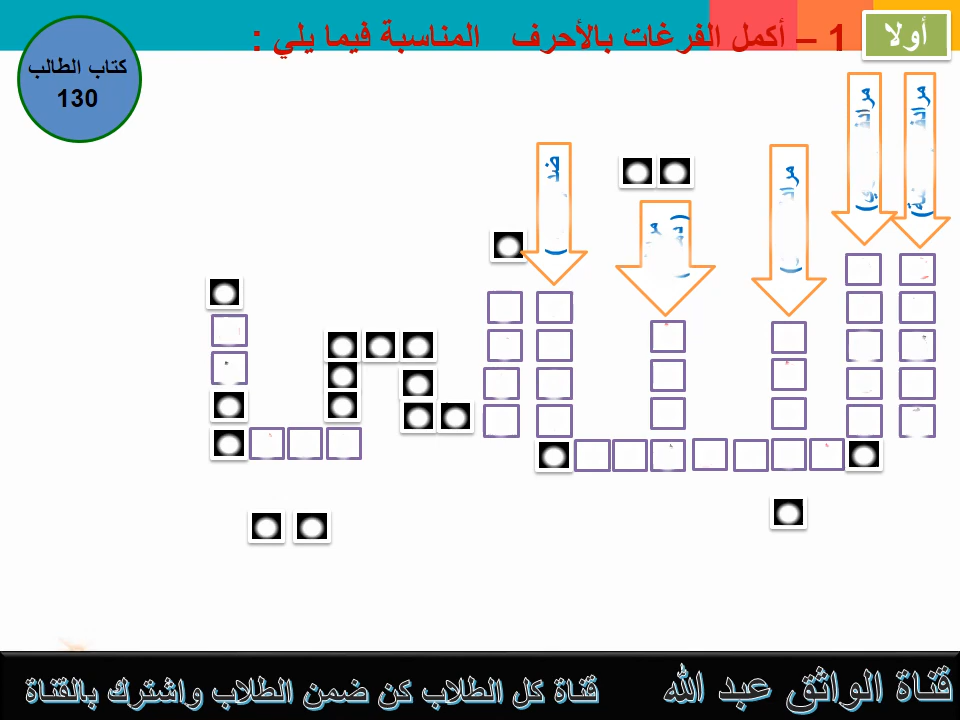 أولا
1 – أكمل الفرغات بالأحرف المناسبة فيما يلي :
كتاب الطالب
130
ضد
قناة الواثق عبد الله
قناة كل الطلاب كن ضمن الطلاب واشترك بالقناة